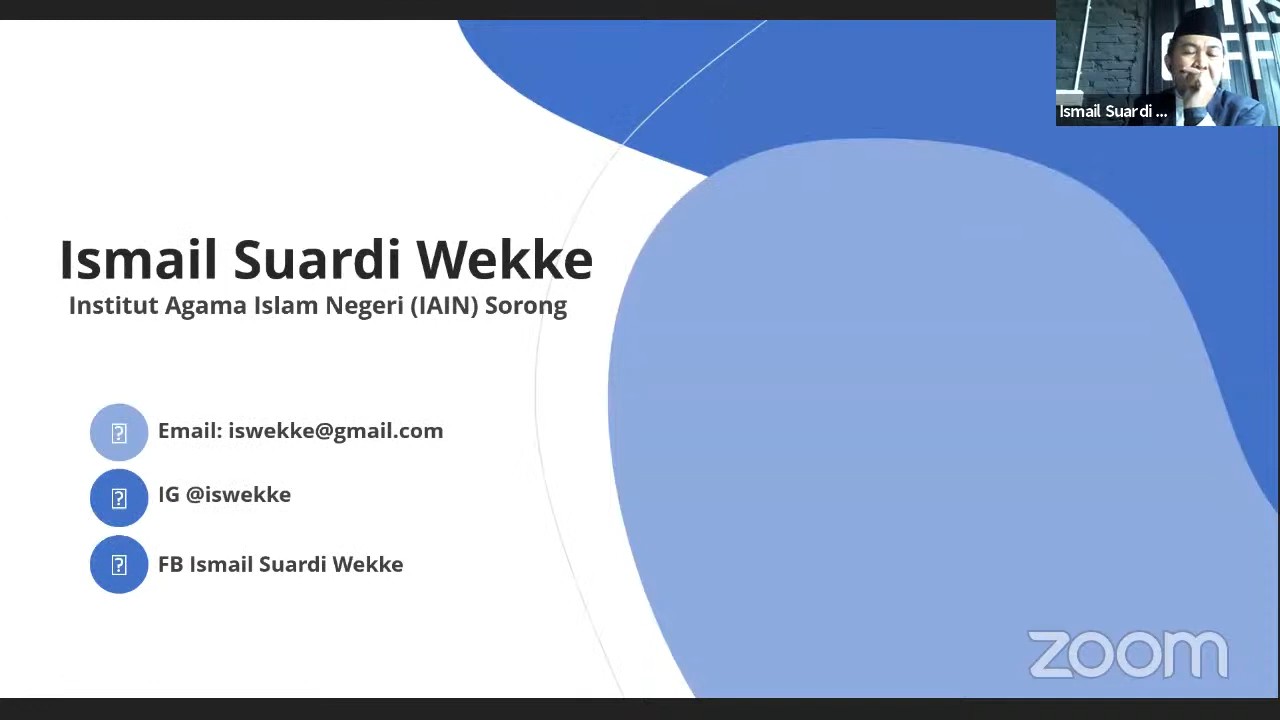 Ismail Suardi ...
Ismail Suardi Wekke
Institut Agama Islam Negeri (IAIN) Sorong
Email: iswekke@gmail.com
IG @iswekke
FB Ismail Suardi Wekke
zoom